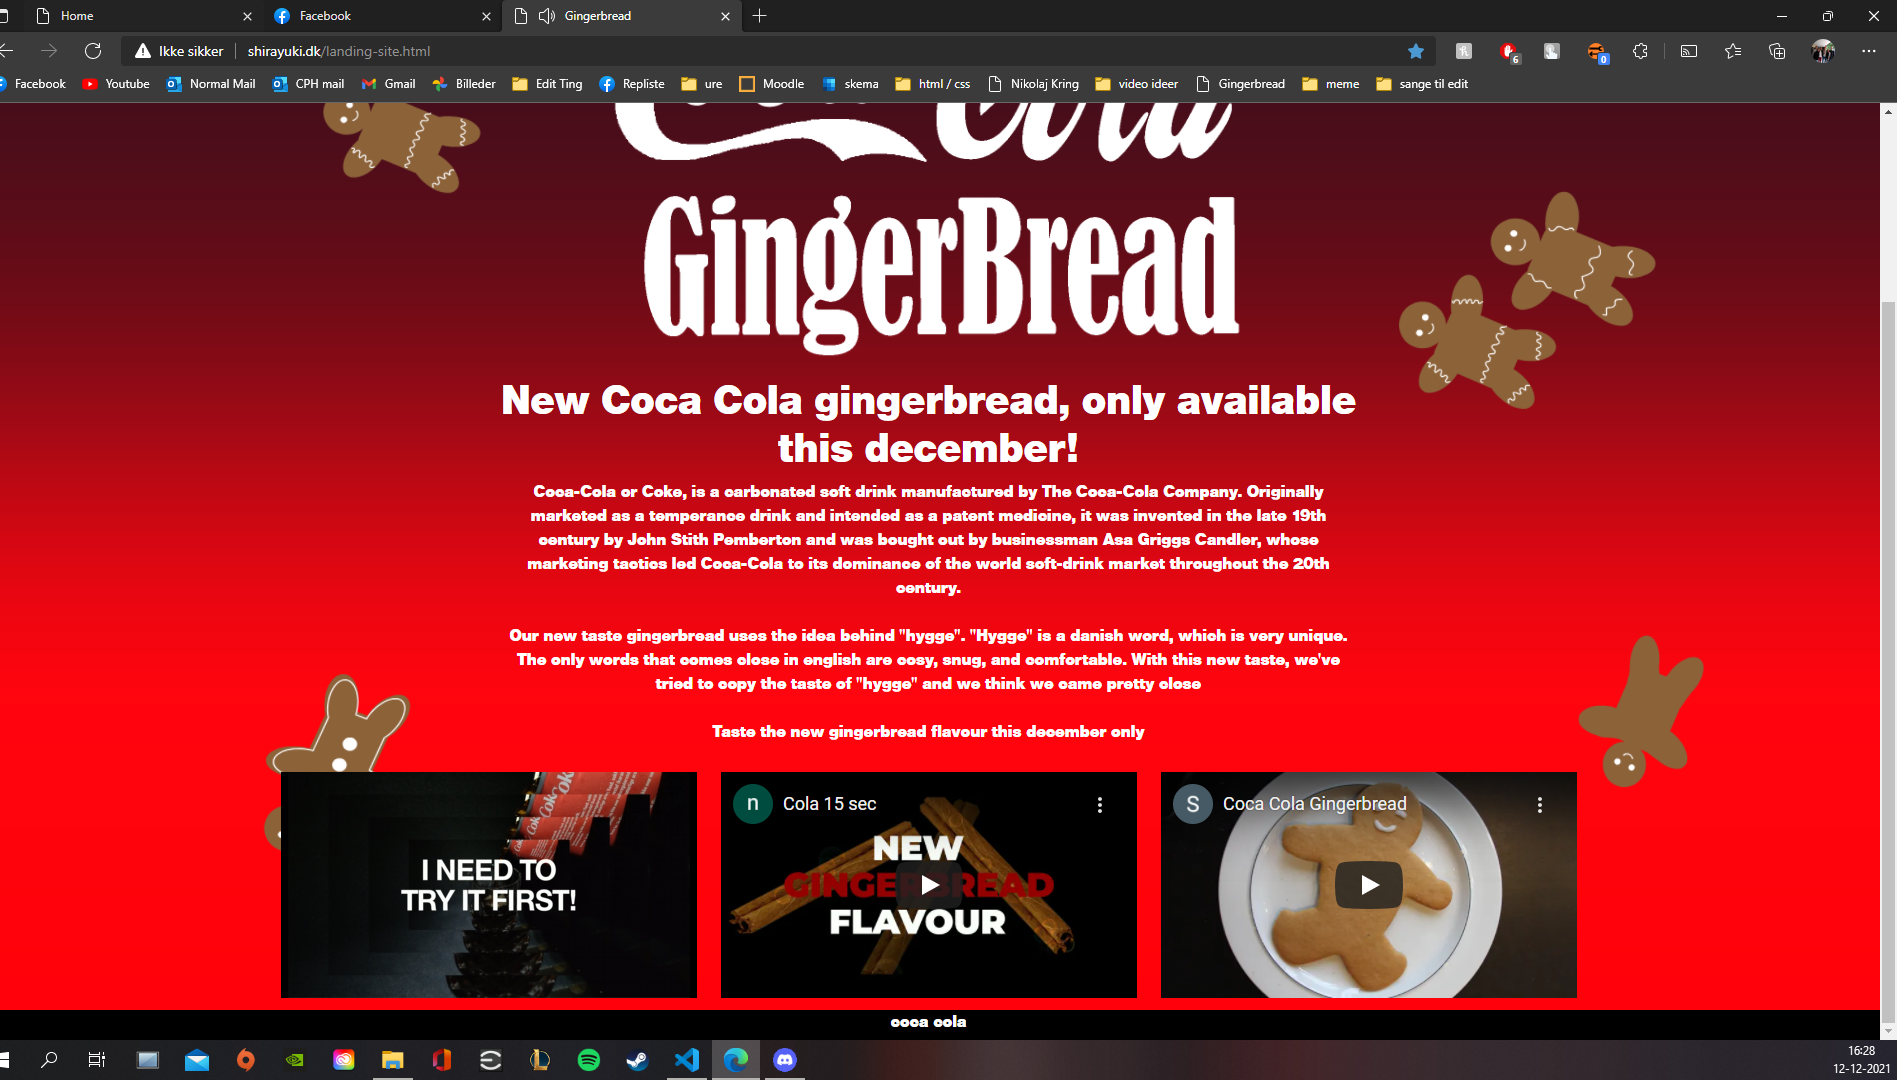 Home
Facebook
Gingerbread
Ikke sikker
shirayuki.dk/landing-site.html
6
0
Facebook
Youtube
Normal Mail
CPH mail
Gmail
Billeder
Edit Ting
Repliste
ure
Moodle
skema
html / css
Nikolaj Kring
video ideer
Gingerbread
meme
sange til edit
Cola
GingerBread
New Coca Cola gingerbread, only available
this december!
Coca-Cola or Coke, is a carbonated soft drink manufactured by The Coca-Cola Company. Originally
marketed as a temperance drink and intended as a patent medicine, it was invented in the late 19th
century by John Stith Pemberton and was bought out by businessman Asa Griggs Candler, whose
marketing tactics led Coca-Cola to its dominance of the world soft-drink market throughout the 20th
century.
Our new taste gingerbread uses the idea behind "hygge". "Hygge" is a danish word, which is very unique.
The only words that comes close in english are cosy, snug, and comfortable. With this new taste, we've
tried to copy the taste of "hygge" and we think we came pretty close
Taste the new gingerbread flavour this december only
I NEED TO
TRY IT FIRST!
n
Cola 15 sec
NEW
GINGERBREAD
FLAVOUR
S
Coca Cola Gingerbread
coca cola
16:28
12-12-2021